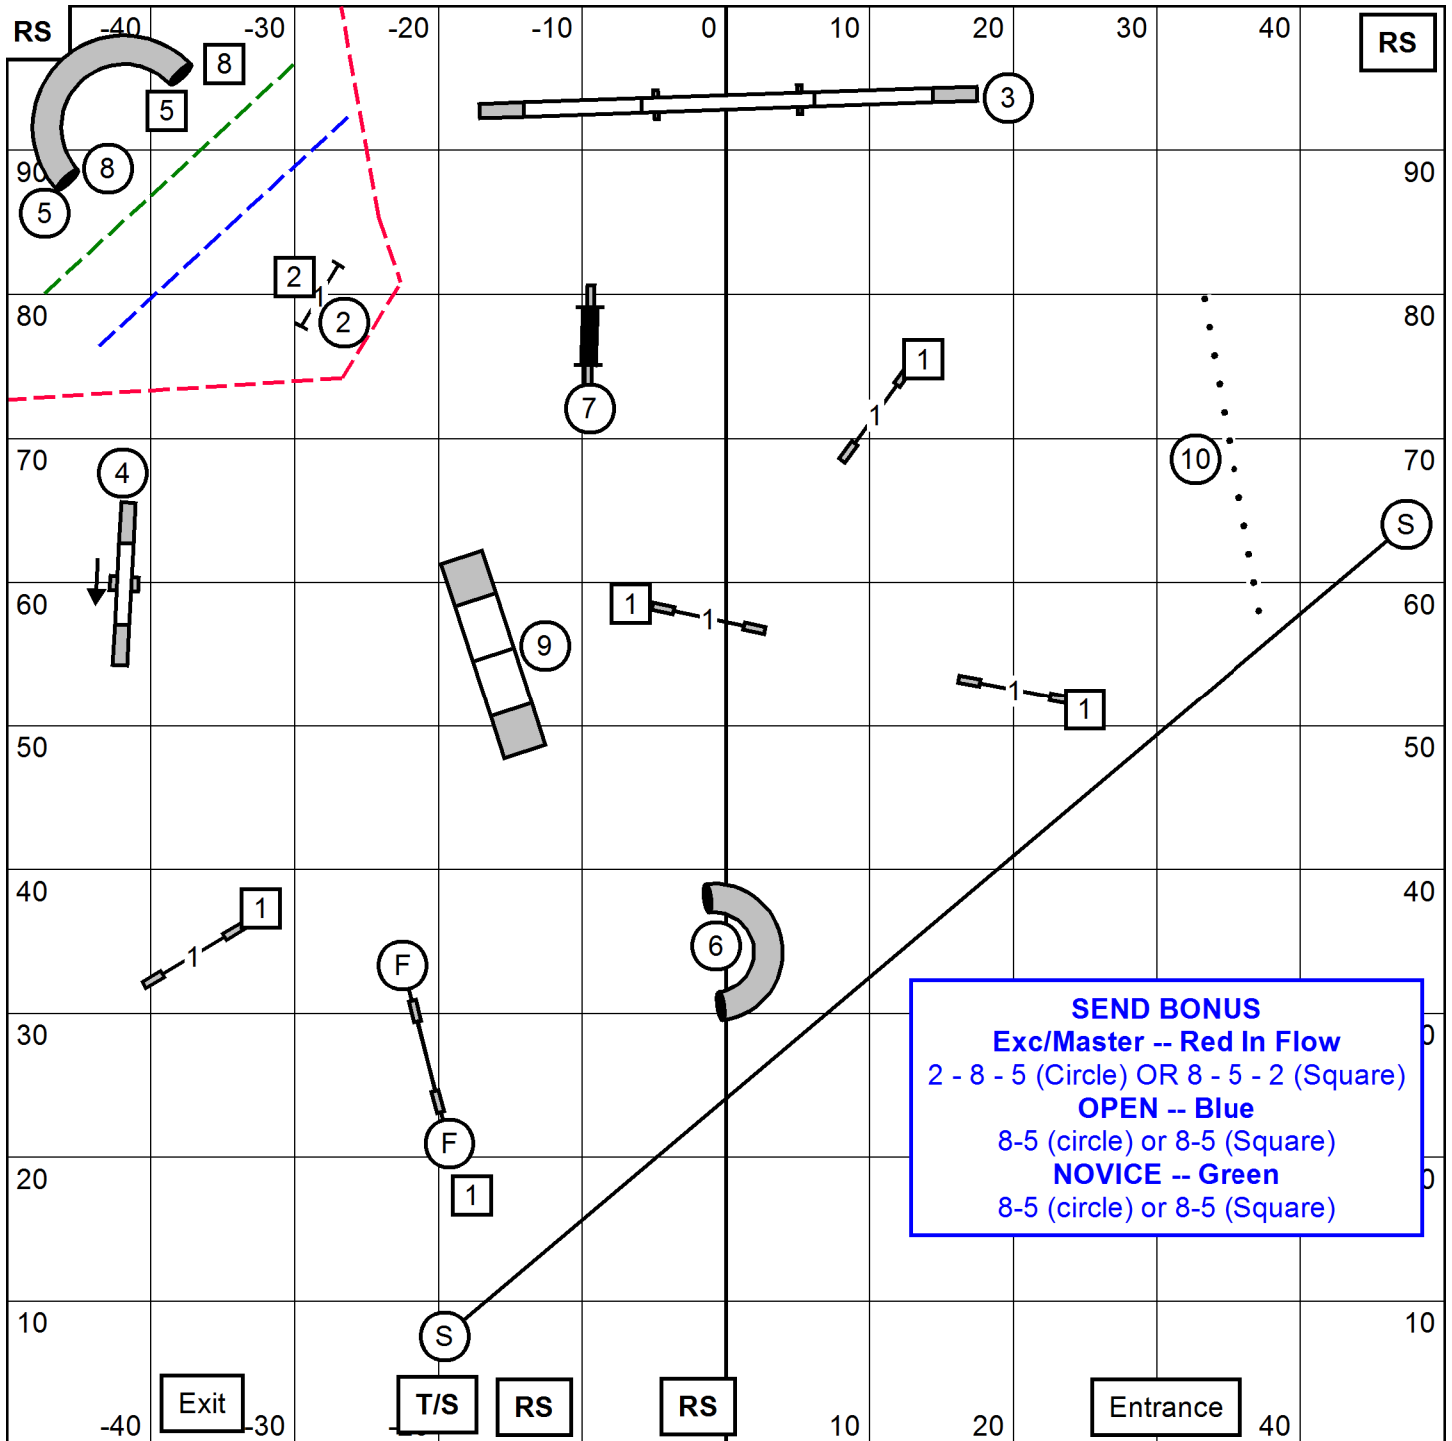 RS -40 -30 -20 -10 0 10 20 30 40 RS
8
5
3
90 8 90
5
2
1
80 2 80
1
7
1
70 4 10 70
S
60 1 1 60
9
1 1
50 50
40 1 40
1
F 6
30 0
SEND BONUS
Exc/Master -- Red In Flow
2 - 8 - 5 (Circle) OR 8 - 5 - 2 (Square)
OPEN -- Blue
8-5 (circle) or 8-5 (Square)
NOVICE -- Green
8-5 (circle) or 8-5 (Square)
F
20 1 0
10 S 10
Exit T/S RS RS Entrance
-40 -30 10 20 40